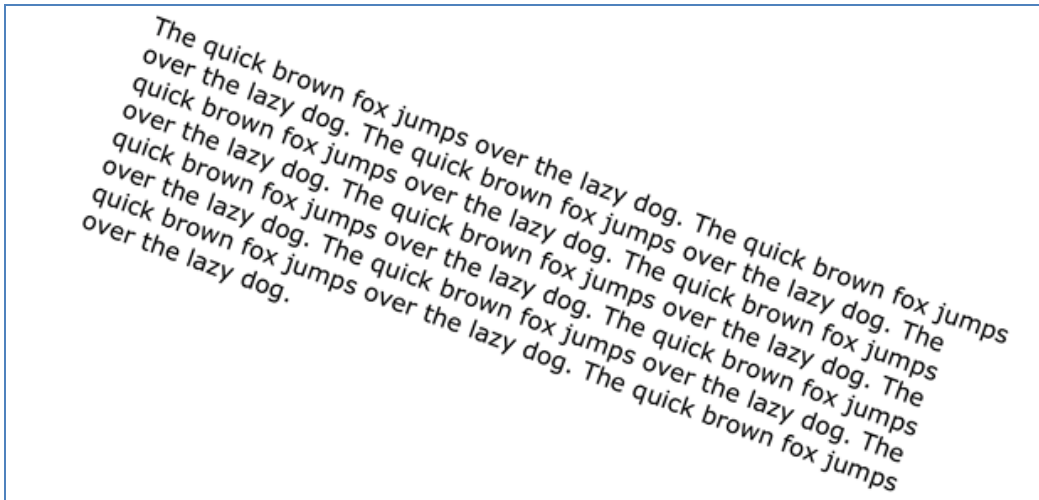 The quick brown fox jumps over the lazy dog. The quick brown fox jumps
over the lazy dog. The quick brown fox jumps over the lazy dog. The
quick brown fox jumps over the lazy dog. The quick brown fox jumps
over the lazy dog. The quick brown fox jumps over the lazy dog. The
quick brown fox jumps over the lazy dog. The quick brown fox jumps
over the lazy dog. The quick brown fox jumps over the lazy dog. The
quick brown fox jumps over the lazy dog. The quick brown fox jumps
over the lazy dog.